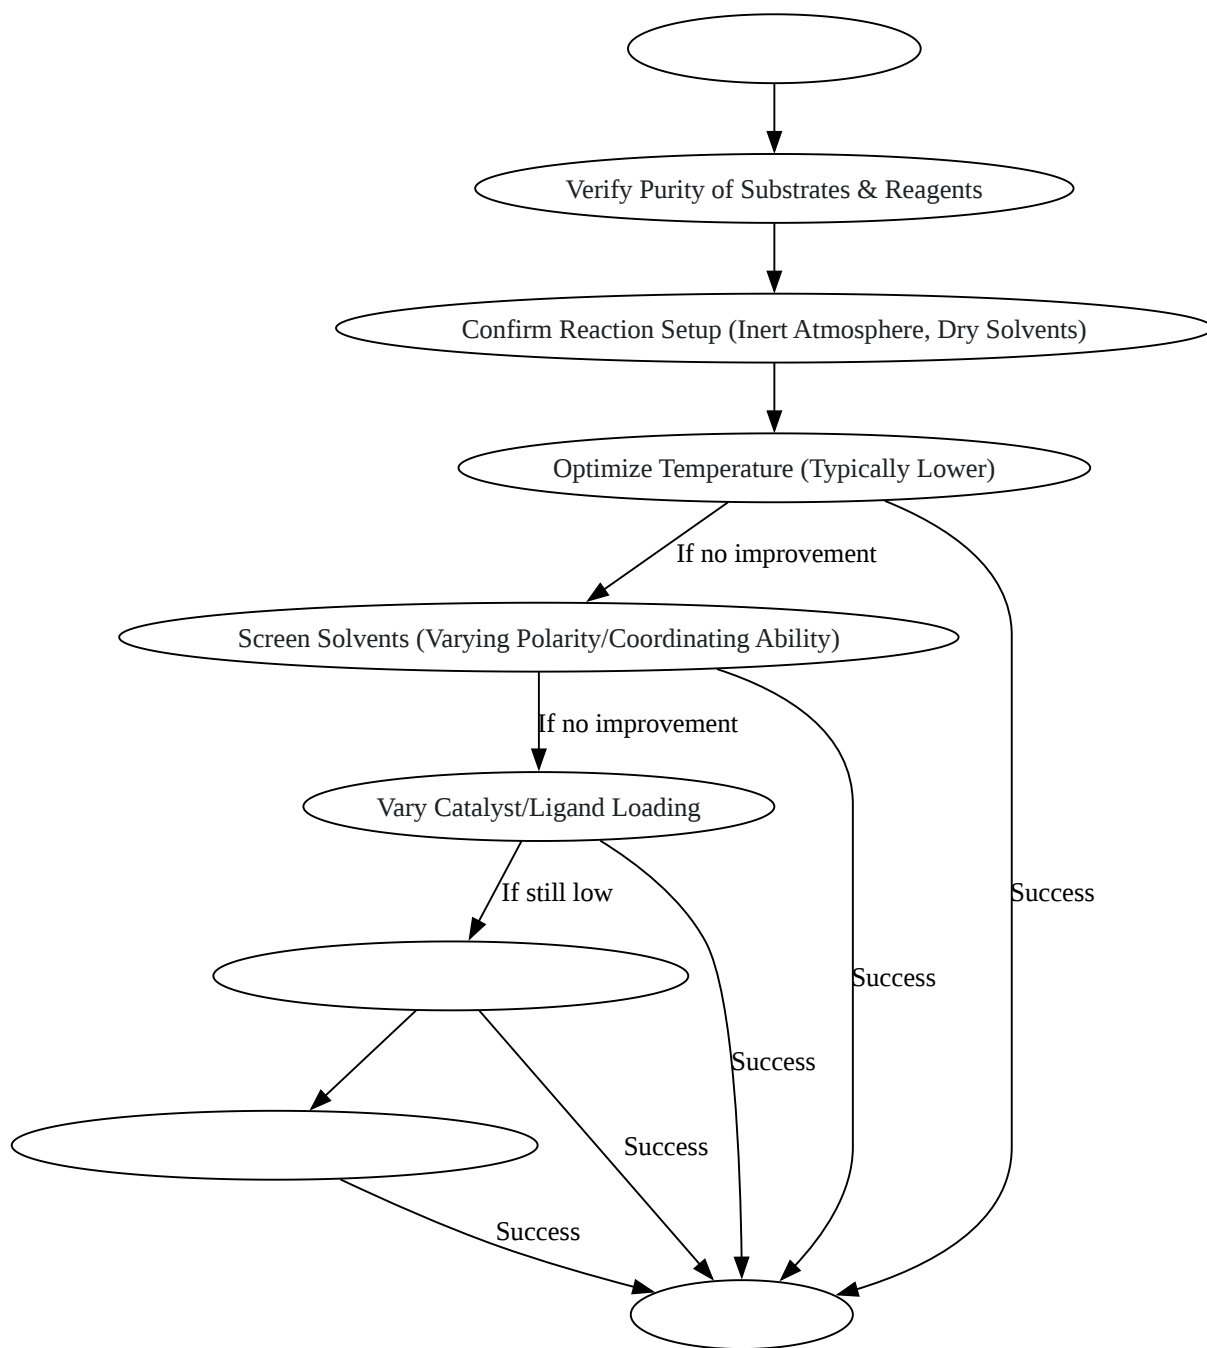 Verify Purity of Substrates & Reagents
Confirm Reaction Setup (Inert Atmosphere, Dry Solvents)
Optimize Temperature (Typically Lower)
If no improvement
Screen Solvents (Varying Polarity/Coordinating Ability)
If no improvement
Vary Catalyst/Ligand Loading
If still low
Success
Success
Success
Success
Success